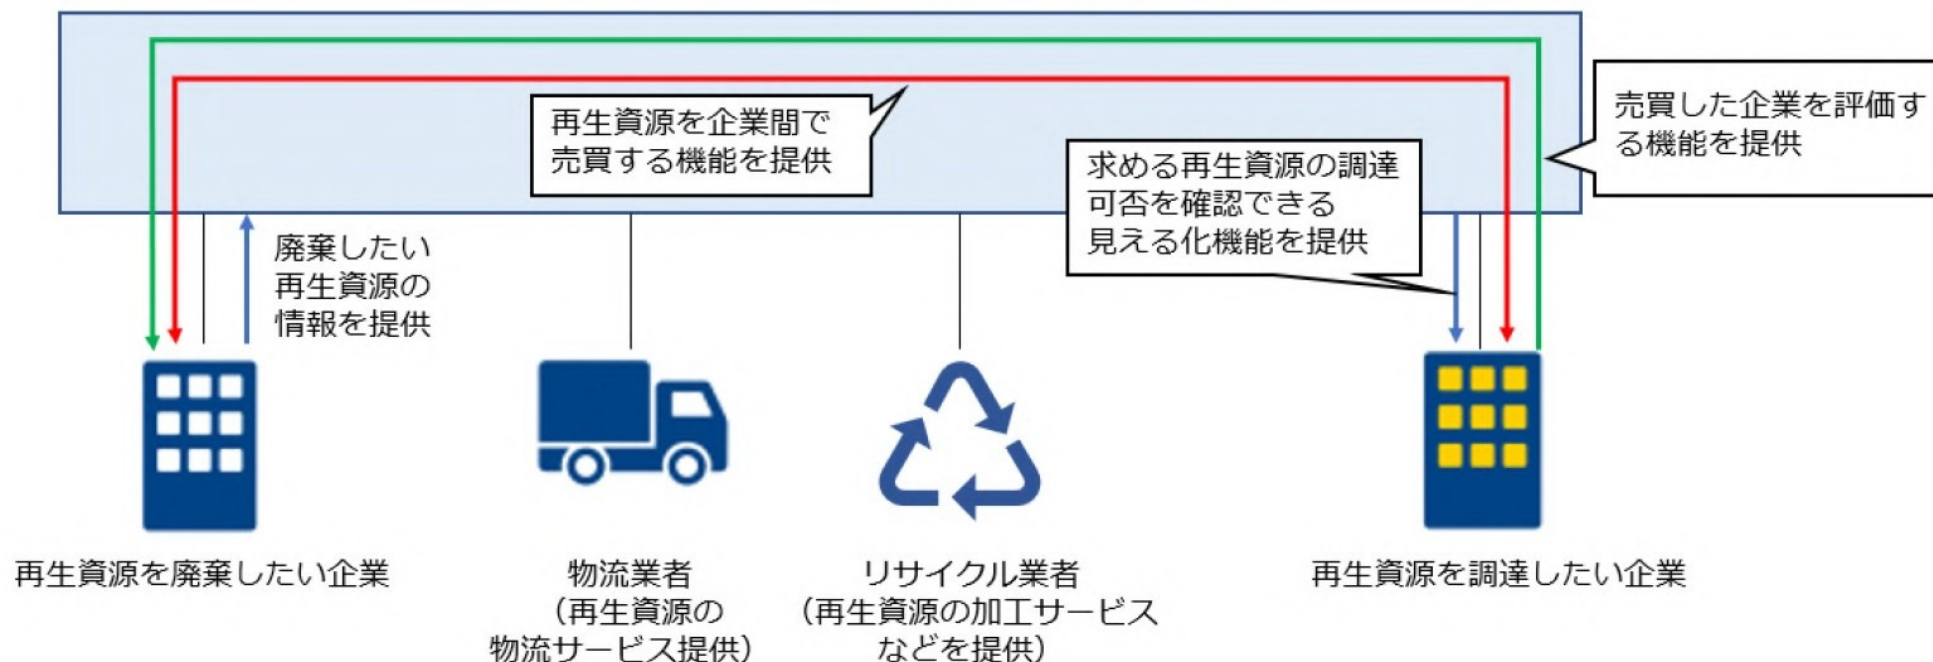 再生資源を企業間で
売買する機能を提供
売買した企業を評価す
る機能を提供
求める再生資源の調達
可否を確認できる
見える化機能を提供
廃棄したい
再生資源の
情報を提供
再生資源を廃棄したい企業
物流業者
（再生資源の
物流サービス提供）
リサイクル業者
（再生資源の加工サービス
などを提供）
再生資源を調達したい企業